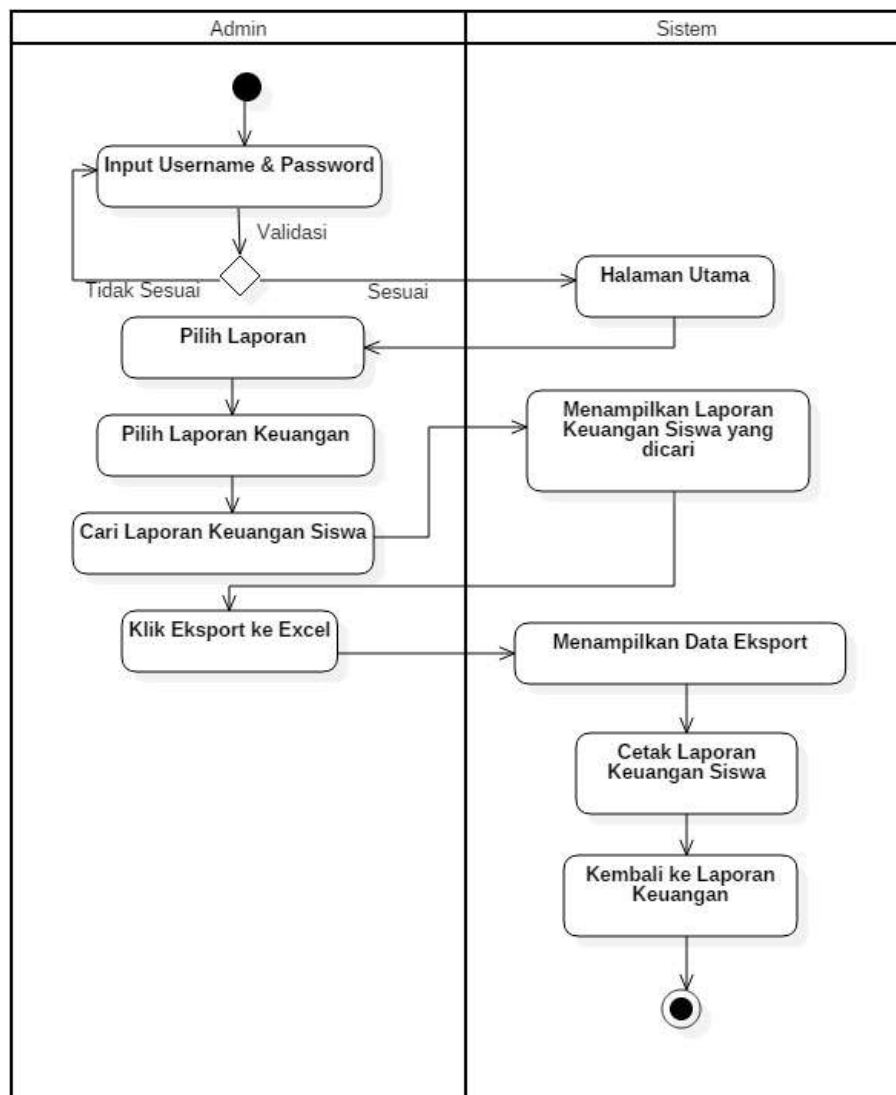 Admin
Sistem
Input Username & Password
Validasi
Tidak Sesuai
Sesuai
Halaman Utama
Pilih Laporan
Pilih Laporan Keuangan
Cari Laporan Keuangan Siswa
Menampilkan Laporan
Keuangan Siswa yang
dicari
Klik Eksport ke Excel
Menampilkan Data Eksport
Cetak Laporan
Keuangan Siswa
Kembali ke Laporan
Keuangan